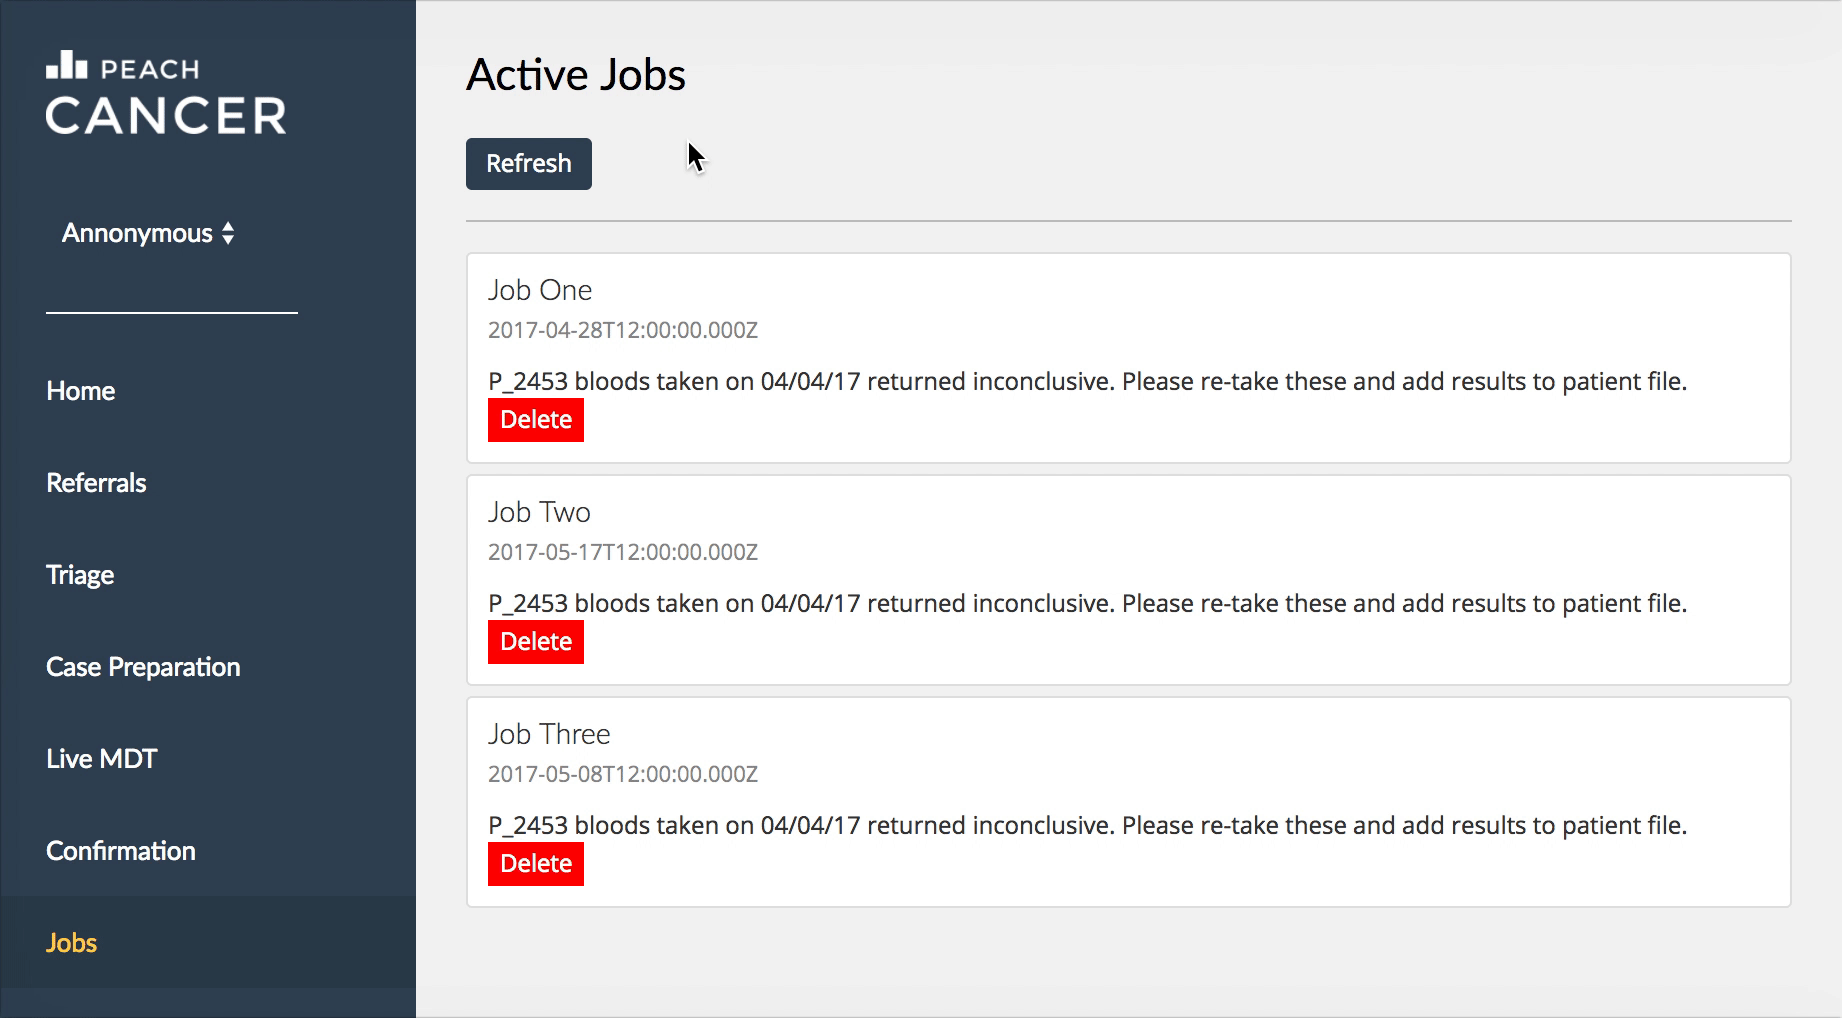 PEACH
CANCER
Annonymous
Home
Referrals
Triage
Case Preparation
Live MDT
Confirmation
Jobs
Active Jobs
Refresh
Job One
2017-04-28T12:00:00.000Z
P_2453 bloods taken on 04/04/17 returned inconclusive. Please re-take these and add results to patient file.
Delete
Job Two
2017-05-17T12:00:00.000Z
P_2453 bloods taken on 04/04/17 returned inconclusive. Please re-take these and add results to patient file.
Delete
Job Three
2017-05-08T12:00:00.000Z
P_2453 bloods taken on 04/04/17 returned inconclusive. Please re-take these and add results to patient file.
Delete